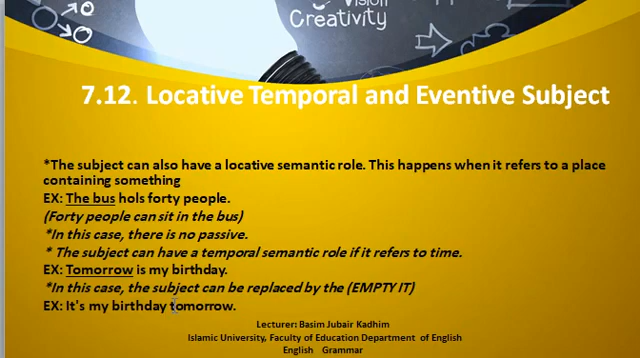 Vision
Creativity
7.12. Locative Temporal and Eventive Subject
*The subject can also have a locative semantic role. This happens when it refers to a place
containing something
EX: The bus hols forty people.
(Forty people can sit in the bus)
*In this case, there is no passive.
* The subject can have a temporal semantic role if it refers to time.
EX: Tomorrow is my birthday.
*In this case, the subject can be replaced by the (EMPTY IT)
EX: It's my birthday tomorrow.
Lecturer: Basim Jubair Kadhim
Islamic University, Faculty of Education Department of English
English Grammar